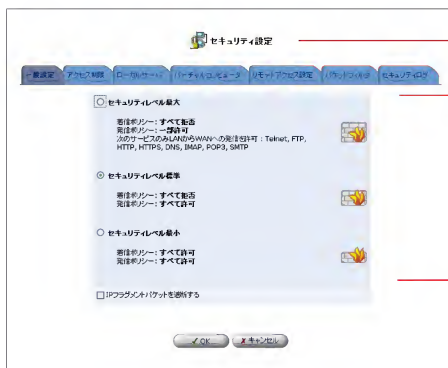 セキュリティ設定
一般設定 アクセス制限 ローカルサーバ バーチャルコンピュータ リモートアクセス設定 パケットフィルタ セキュリティログ
セキュリティレベル最大
着信ポリシー: すべて拒否
発信ポリシー: 一部許可
次のサービスのみLANからWANへの発信を許可: Telnet, FTP,
HTTP, HTTPS, DNS, IMAP, POP3, SMTP
セキュリティレベル標準
着信ポリシー: すべて拒否
発信ポリシー: すべて許可
セキュリティレベル最小
着信ポリシー: すべて許可
発信ポリシー: すべて許可
IPフラグメントパケットを遮断する
OK
キャンセル